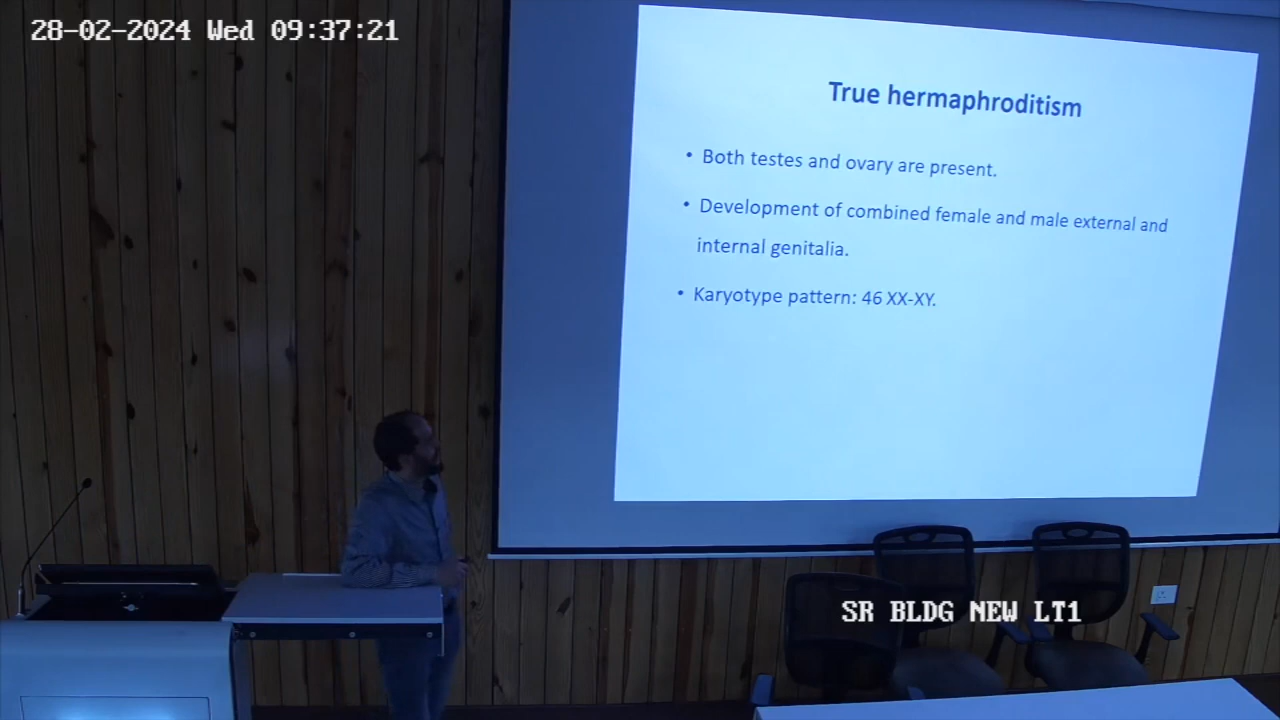 28-02-2024 Wed 09:37:21
True hermaphroditism
• Both testes and ovary are present.
• Development of combined female and male external and
internal genitalia.
• Karyotype pattern: 46 XX-XY.
SR BLDG NEW LT1